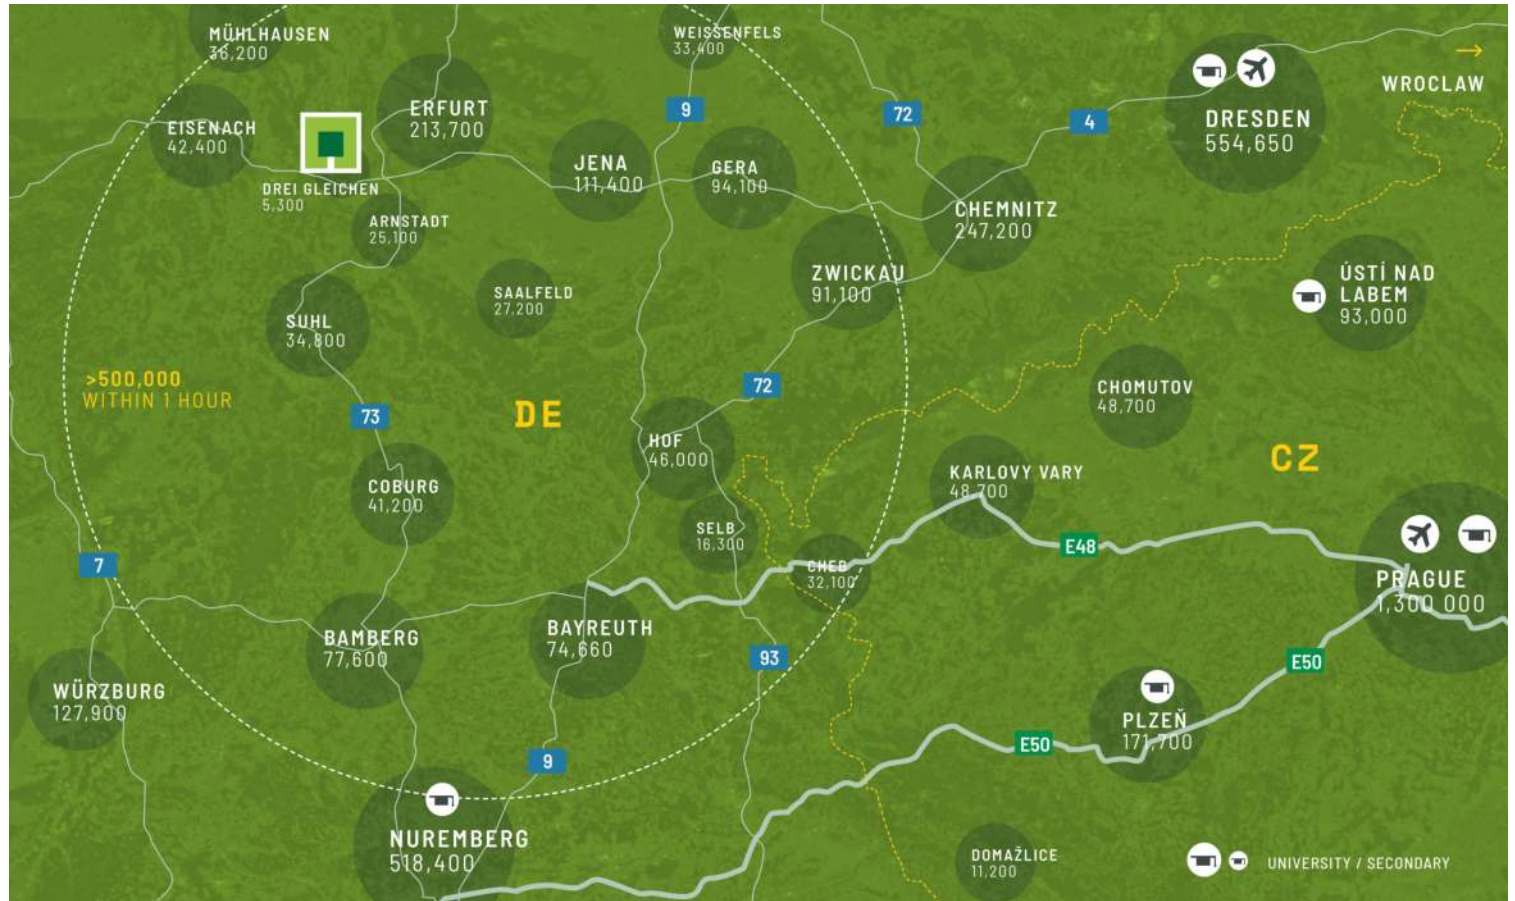 MÜHLHAUSEN
36,200
WEISSENFELS
33,400
WROCLAW
EISENACH
42,400
ERFURT
213,700
9
72
4
DRESDEN
554,650
DREI GLEICHEN
5,300
JENA
111,400
GERA
94,100
ARNSTADT
25,100
CHEMNITZ
247,200
SAALFELD
27,200
ZWICKAU
91,100
ÚSTÍ NAD
LABEM
93,000
SUHL
34,800
>500,000
WITHIN 1 HOUR
73
DE
72
CHOMUTOV
48,700
HOF
46,000
CZ
COBURG
41,200
KARLOVY VARY
48,700
SELB
16,300
E48
7
CHEB
32,100
PRAGUE
1,300 000
BAMBERG
77,600
BAYREUTH
74,660
93
E50
WÜRZBURG
127,900
PLZEŇ
171,700
9
E50
NUREMBERG
518,400
DOMAŽLICE
11,200
UNIVERSITY / SECONDARY